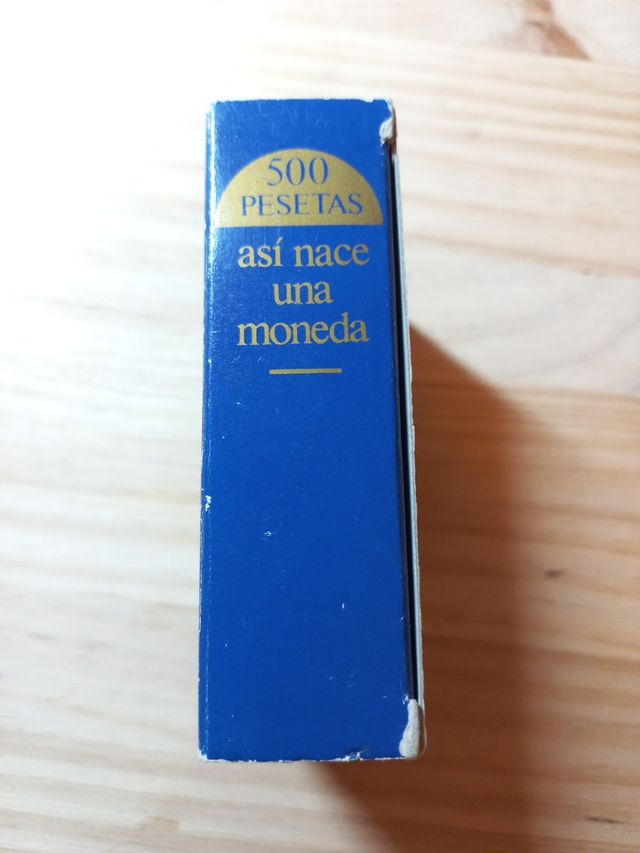 500
PESETAS
así nace
una
moneda